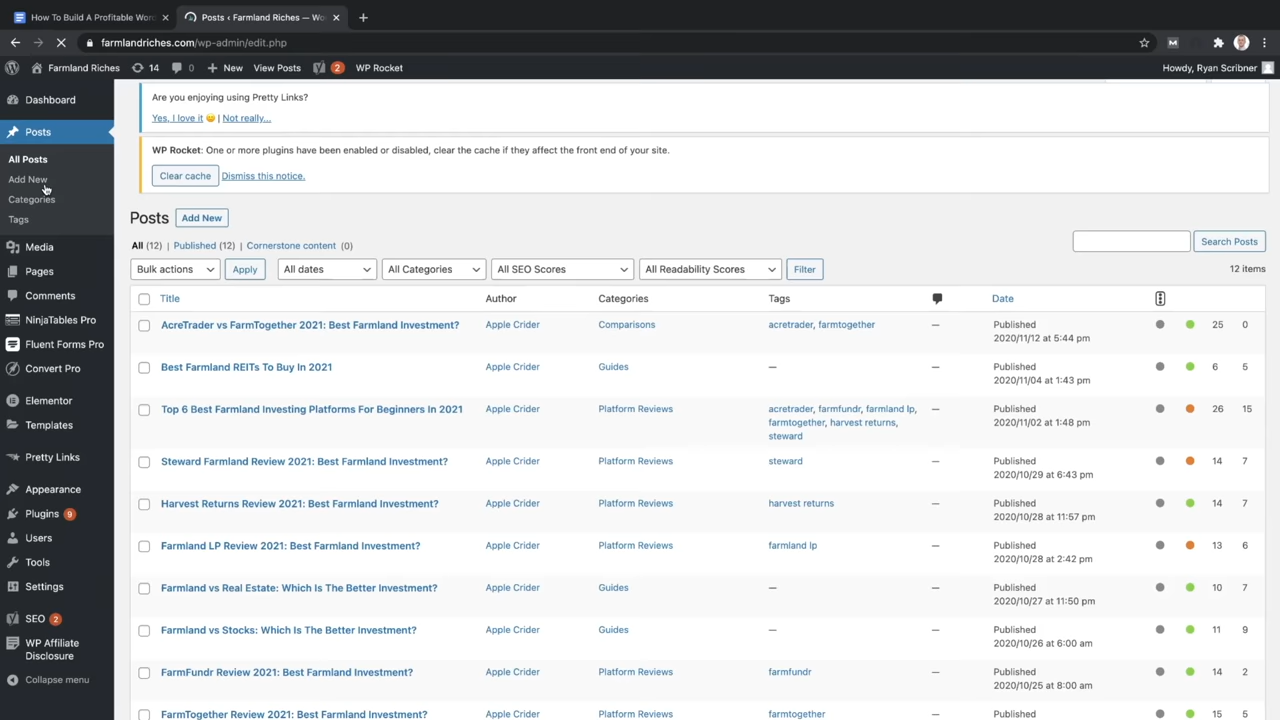 How To Build A Profitable Wor
Posts ‹ Farmland Riches — Wo
farmlandriches.com/wp-admin/edit.php
Farmland Riches 14 0 New View Posts 2 WP Rocket Howdy, Ryan Scribner
Dashboard
Posts
All Posts
Add New
Categories
Tags
Media
Pages
Comments
NinjaTables Pro
Fluent Forms Pro
Convert Pro
Elementor
Templates
Pretty Links
Appearance
Plugins 9
Users
Tools
Settings
SEO 2
WP Affiliate
Disclosure
Collapse menu
Are you enjoying using Pretty Links?
Yes, I love it 😊 | Not really...
WP Rocket: One or more plugins have been enabled or disabled, clear the cache if they affect the front end of your site.
Clear cache Dismiss this notice.
Posts Add New
All (12) | Published (12) | Cornerstone content (0)
Search Posts
Bulk actions Apply All dates All Categories All SEO Scores All Readability Scores Filter
12 items
Title Author Categories Tags Date
AcreTrader vs FarmTogether 2021: Best Farmland Investment? Apple Crider Comparisons acretrader, farmtogether — Published 25 0
2020/11/12 at 5:44 pm
Best Farmland REITs To Buy In 2021 Apple Crider Guides — — Published 6 5
2020/11/04 at 1:43 pm
Top 6 Best Farmland Investing Platforms For Beginners In 2021 Apple Crider Platform Reviews acretrader, farmfundr, farmland lp, — Published 26 15
farmtogether, harvest returns, 2020/11/02 at 1:48 pm
steward
Steward Farmland Review 2021: Best Farmland Investment? Apple Crider Platform Reviews steward — Published 14 7
2020/10/29 at 6:43 pm
Harvest Returns Review 2021: Best Farmland Investment? Apple Crider Platform Reviews harvest returns — Published 14 7
2020/10/28 at 11:57 pm
Farmland LP Review 2021: Best Farmland Investment? Apple Crider Platform Reviews farmland lp — Published 13 6
2020/10/28 at 2:42 pm
Farmland vs Real Estate: Which Is The Better Investment? Apple Crider Guides — — Published 10 7
2020/10/27 at 11:50 pm
Farmland vs Stocks: Which Is The Better Investment? Apple Crider Guides — — Published 11 9
2020/10/26 at 6:00 am
FarmFundr Review 2021: Best Farmland Investment? Apple Crider Platform Reviews farmfundr — Published 14 2
2020/10/25 at 8:00 am
FarmTogether Review 2021: Best Farmland Investment? Apple Crider Platform Reviews farmtogether — Published 15 5